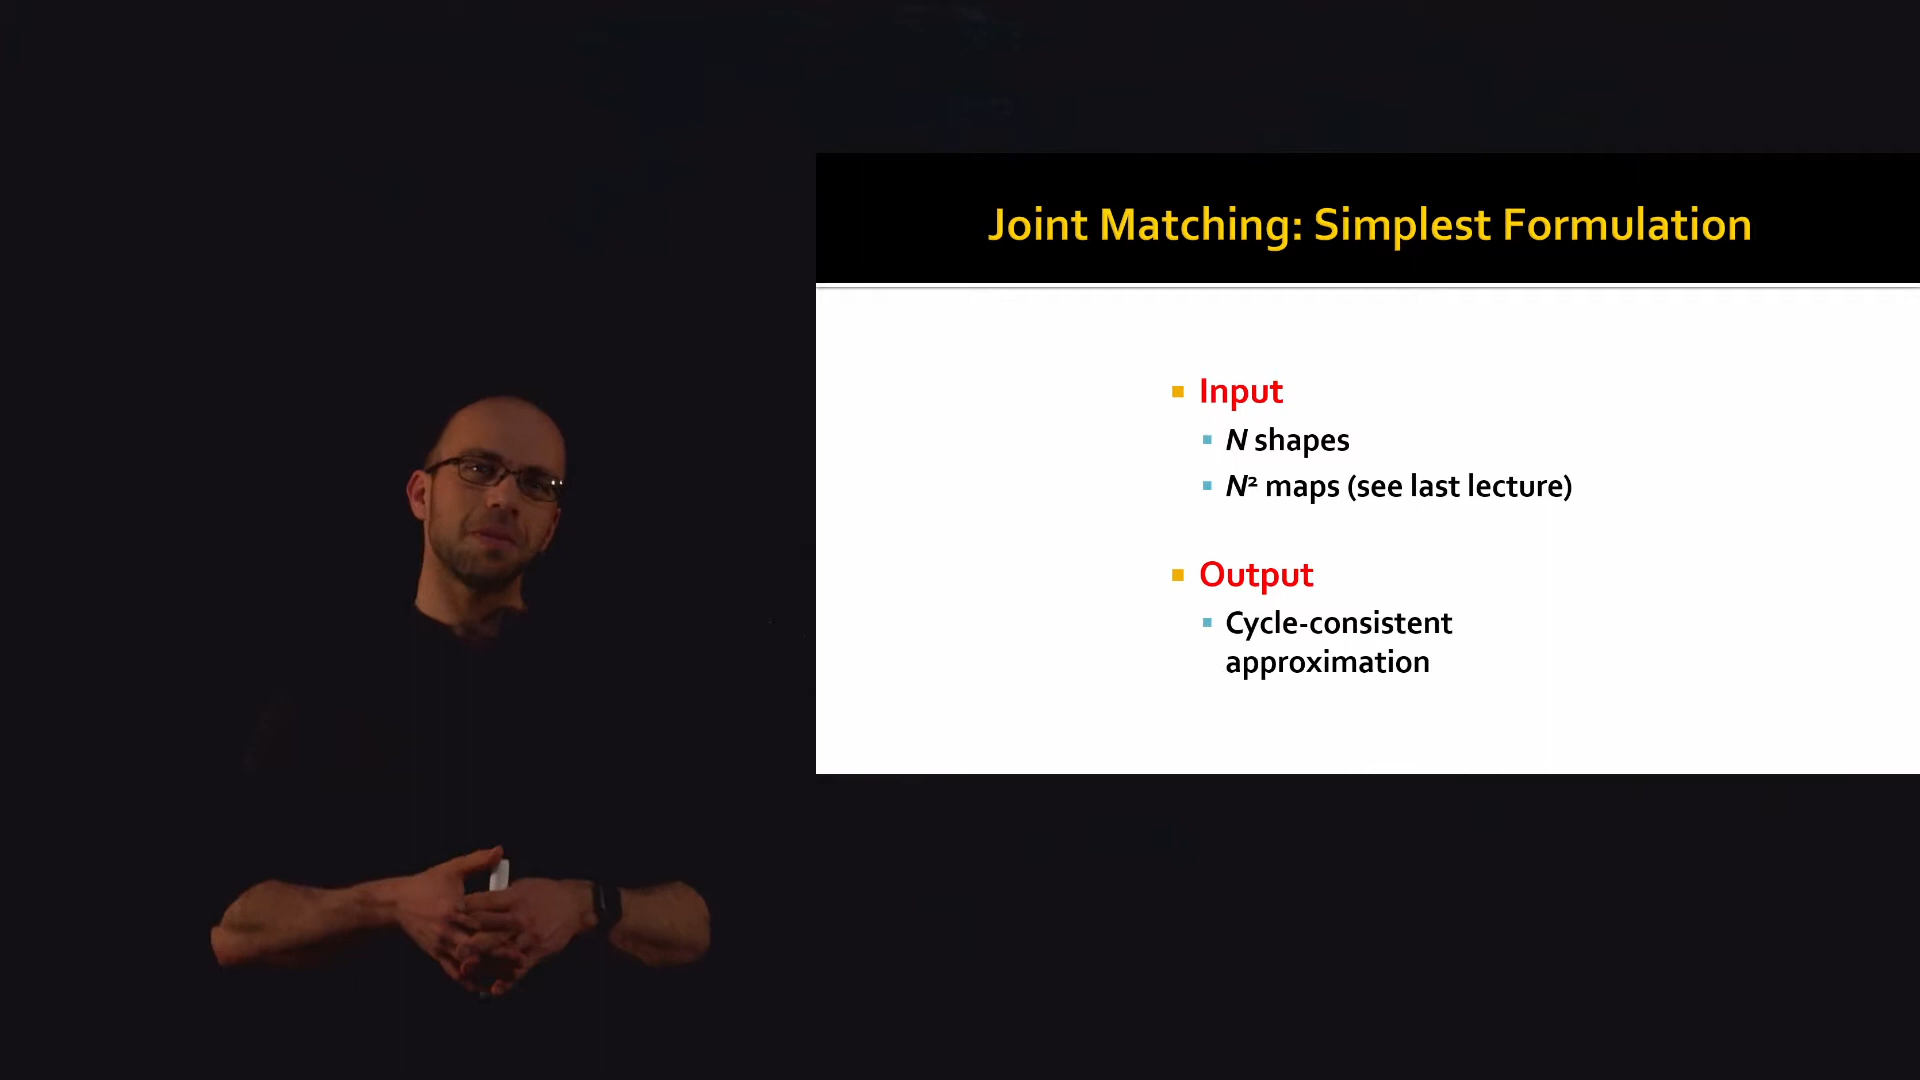 Joint Matching: Simplest Formulation
Input
N shapes
N² maps (see last lecture)
Output
Cycle-consistent
approximation